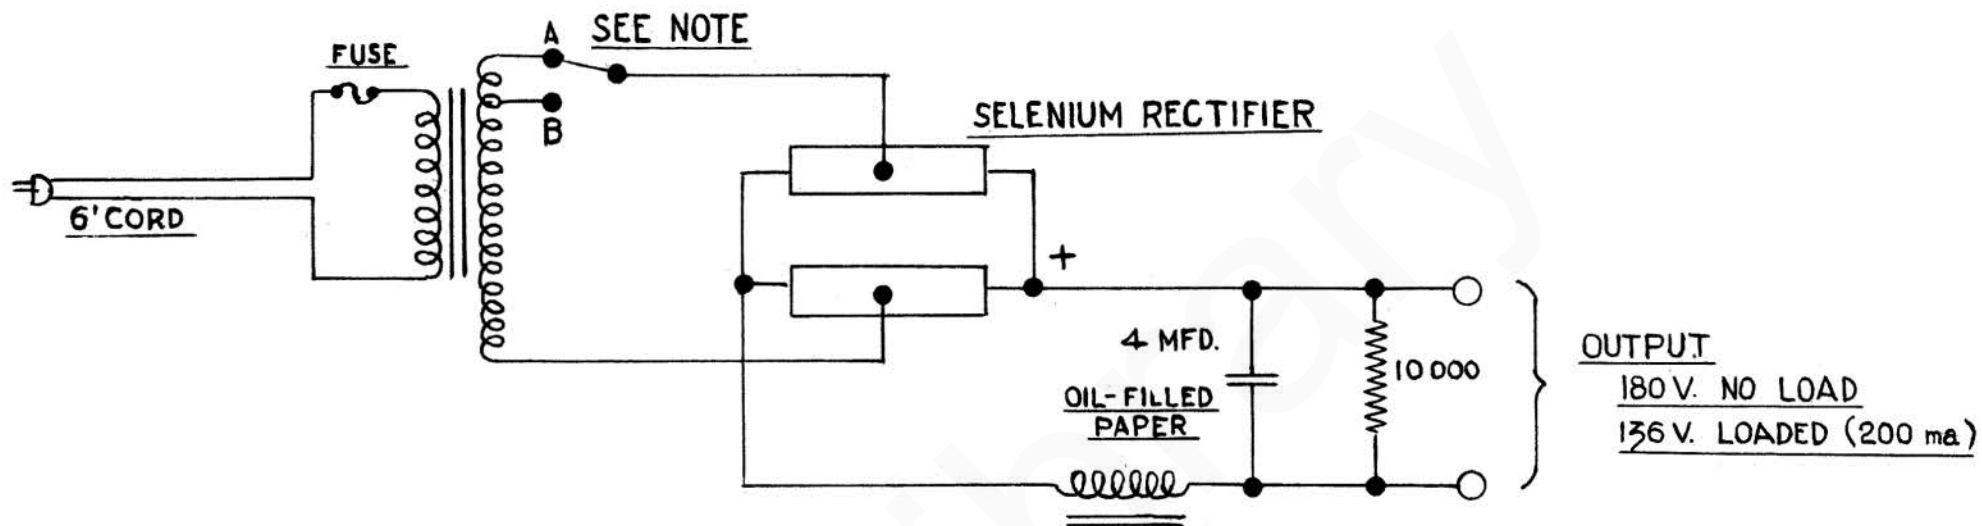 A SEE NOTE
FUSE
B
SELENIUM RECTIFIER
6' CORD
+
4 MFD.
10 000
OIL-FILLED
PAPER
OUTPUT
180 V. NO LOAD
136 V. LOADED (200 ma)